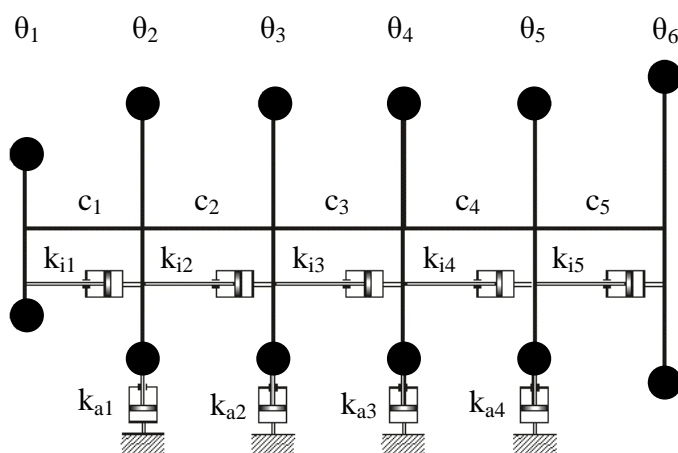 θ₁ θ₂ θ₃ θ₄ θ₅ θ₆
c₁ c₂ c₃ c₄ c₅
kᵢ₁ kᵢ₂ kᵢ₃ kᵢ₄ kᵢ₅
kₐ₁ kₐ₂ kₐ₃ kₐ₄